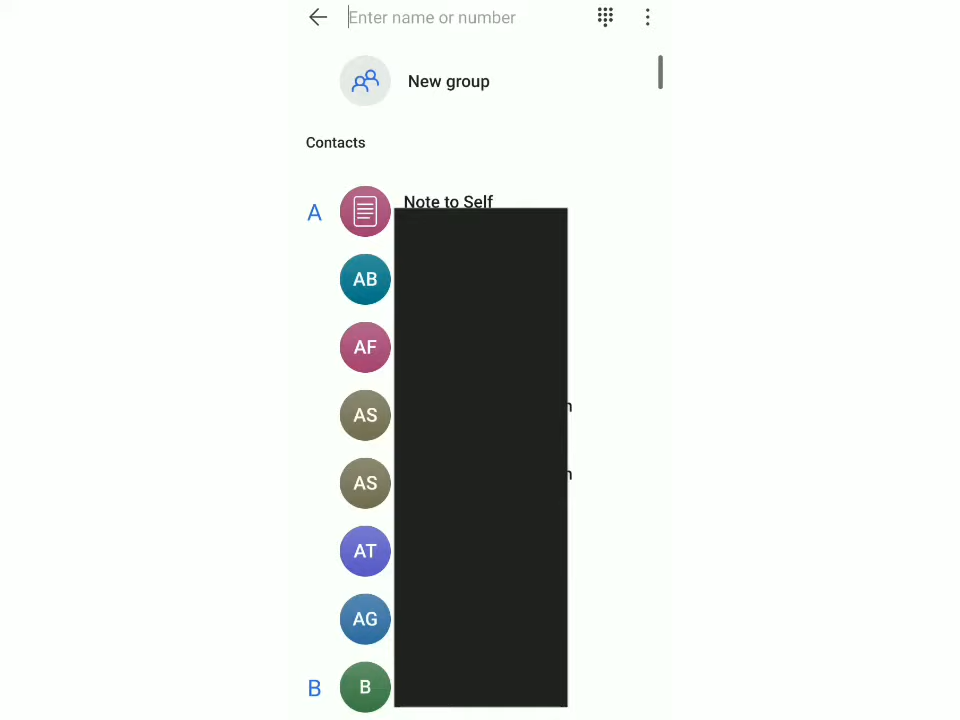 Enter name or number
New group
Contacts
A
Note to Self
AB
AF
AS
n
AS
n
AT
AG
B
B